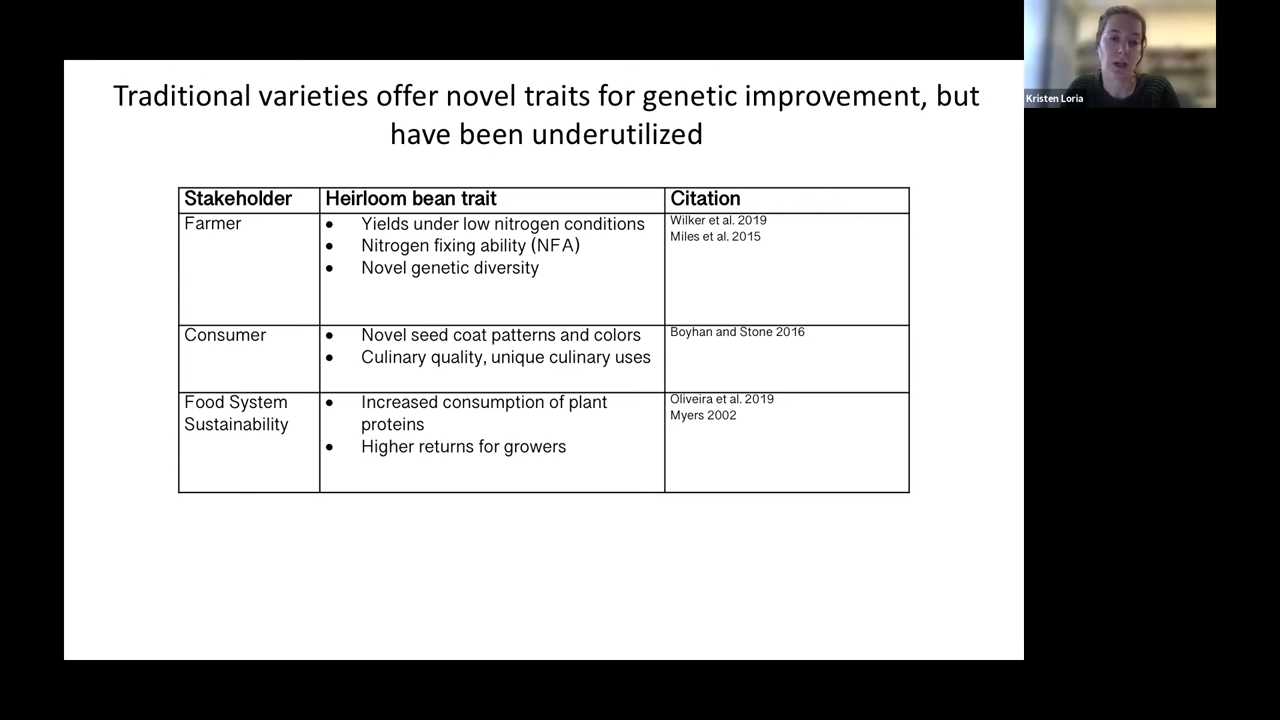 Traditional varieties offer novel traits for genetic improvement, but
have been underutilized
Stakeholder
Heirloom bean trait
Citation
Farmer
• Yields under low nitrogen conditions
• Nitrogen fixing ability (NFA)
• Novel genetic diversity
Wilker et al. 2019
Miles et al. 2015
Consumer
• Novel seed coat patterns and colors
• Culinary quality, unique culinary uses
Boyhan and Stone 2016
Food System
Sustainability
• Increased consumption of plant
proteins
• Higher returns for growers
Oliveira et al. 2019
Myers 2002
Kristen Loria